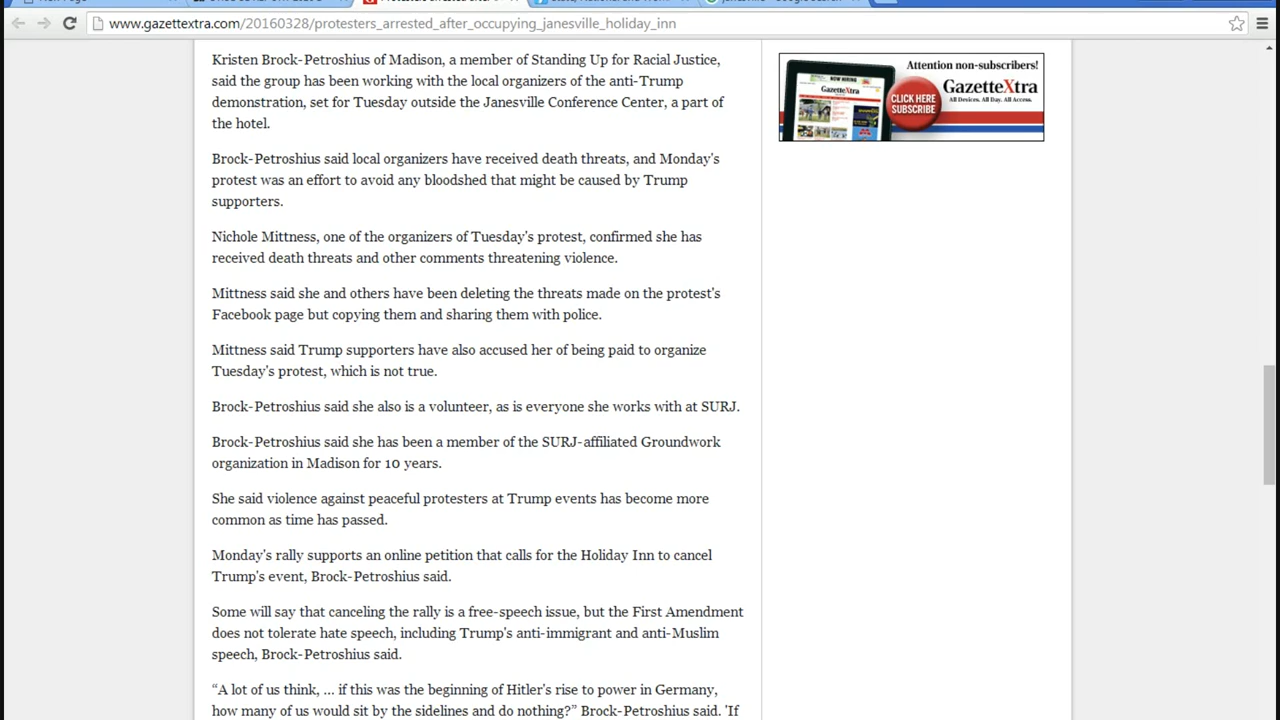 www.gazettextra.com/20160328/protesters_arrested_after_occupying_janesville_holiday_inn
Kristen Brock-Petroshius of Madison, a member of Standing Up for Racial Justice,
said the group has been working with the local organizers of the anti-Trump
demonstration, set for Tuesday outside the Janesville Conference Center, a part of
the hotel.
Attention non-subscribers!
GazetteXtra
All Devices. All Day. All Access.
CLICK HERE
SUBSCRIBE
NOW HIRING
GazetteXtra
Brock-Petroshius said local organizers have received death threats, and Monday's
protest was an effort to avoid any bloodshed that might be caused by Trump
supporters.
Nichole Mittness, one of the organizers of Tuesday's protest, confirmed she has
received death threats and other comments threatening violence.
Mittness said she and others have been deleting the threats made on the protest's
Facebook page but copying them and sharing them with police.
Mittness said Trump supporters have also accused her of being paid to organize
Tuesday's protest, which is not true.
Brock-Petroshius said she also is a volunteer, as is everyone she works with at SURJ.
Brock-Petroshius said she has been a member of the SURJ-affiliated Groundwork
organization in Madison for 10 years.
She said violence against peaceful protesters at Trump events has become more
common as time has passed.
Monday's rally supports an online petition that calls for the Holiday Inn to cancel
Trump's event, Brock-Petroshius said.
Some will say that canceling the rally is a free-speech issue, but the First Amendment
does not tolerate hate speech, including Trump's anti-immigrant and anti-Muslim
speech, Brock-Petroshius said.
“A lot of us think, ... if this was the beginning of Hitler's rise to power in Germany,
how many of us would sit by the sidelines and do nothing?” Brock-Petroshius said. 'If